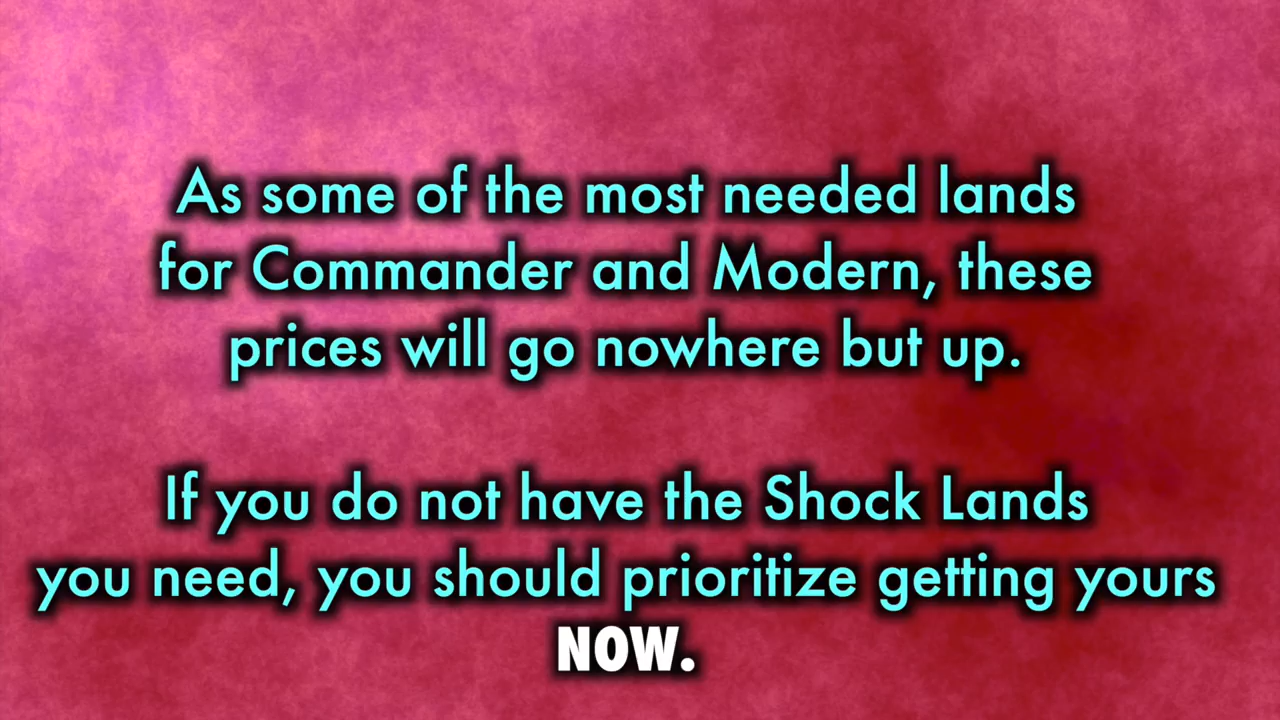 As some of the most needed lands
for Commander and Modern, these
prices will go nowhere but up.
If you do not have the Shock Lands
you need, you should prioritize getting yours
NOW.